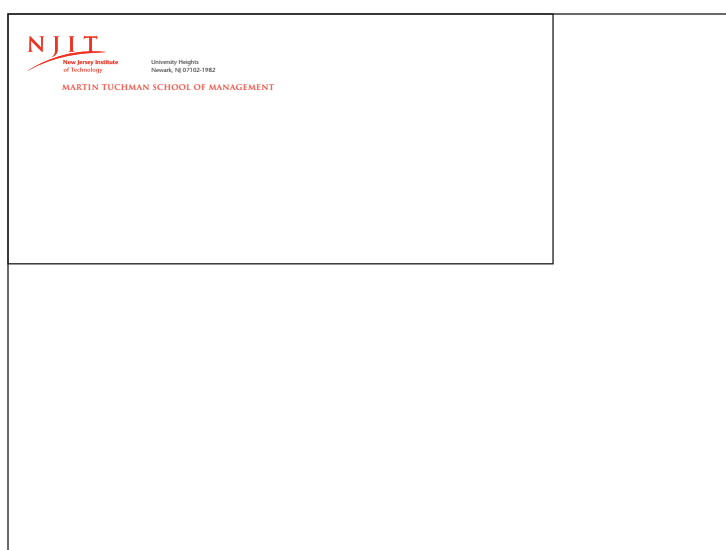 NJIT
New Jersey Institute
of Technology
University Heights
Newark, NJ 07102-1982
MARTIN TUCHMAN SCHOOL OF MANAGEMENT